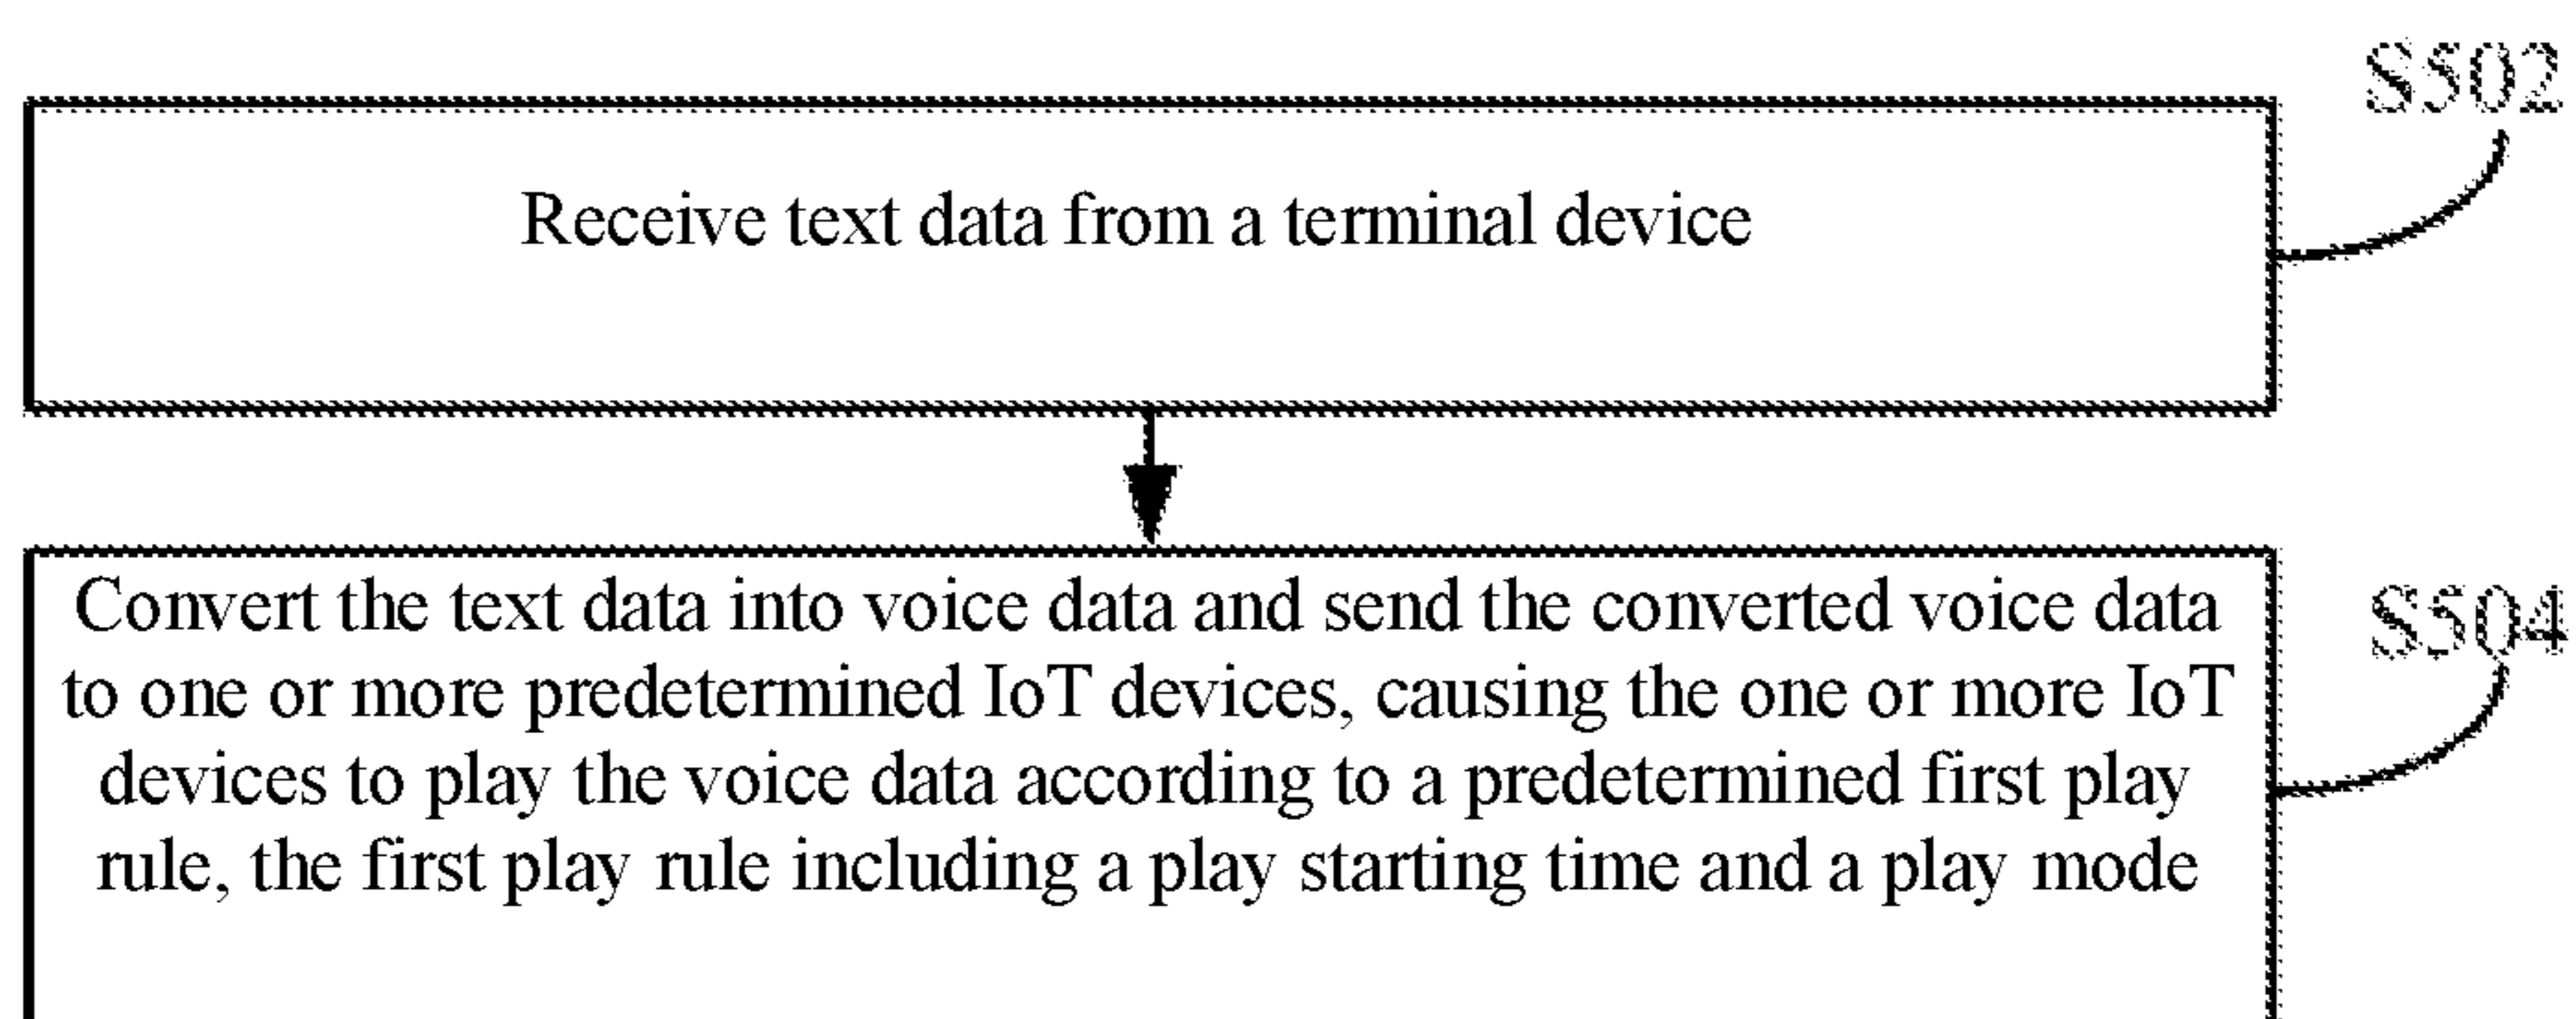 S502
Receive text data from a terminal device
Convert the text data into voice data and send the converted voice data
S504
to one or more predetermined IoT devices, causing the one or more IoT
devices to play the voice data according to a predetermined first play
rule, the first play rule including a play starting time and a play mode